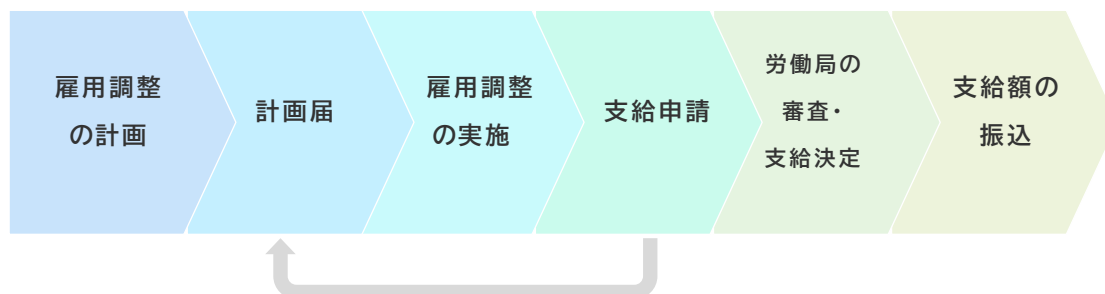 雇用調整
の計画
計画届
雇用調整
の実施
支給申請
労働局の
審査・
支給決定
支給額の
振込